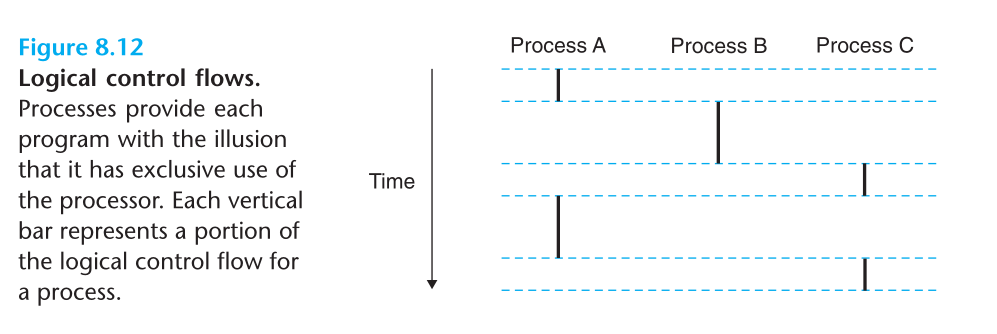 Figure 8.12
Logical control flows.
Processes provide each
program with the illusion
that it has exclusive use of
the processor. Each vertical
bar represents a portion of
the logical control flow for
a process.
Process A Process B Process C
Time